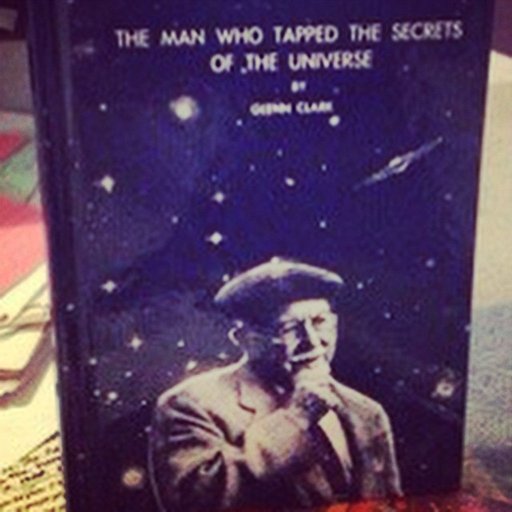 THE MAN WHO TAPPED THE SECRETS
OF THE UNIVERSE
BY
GLENN CLARK